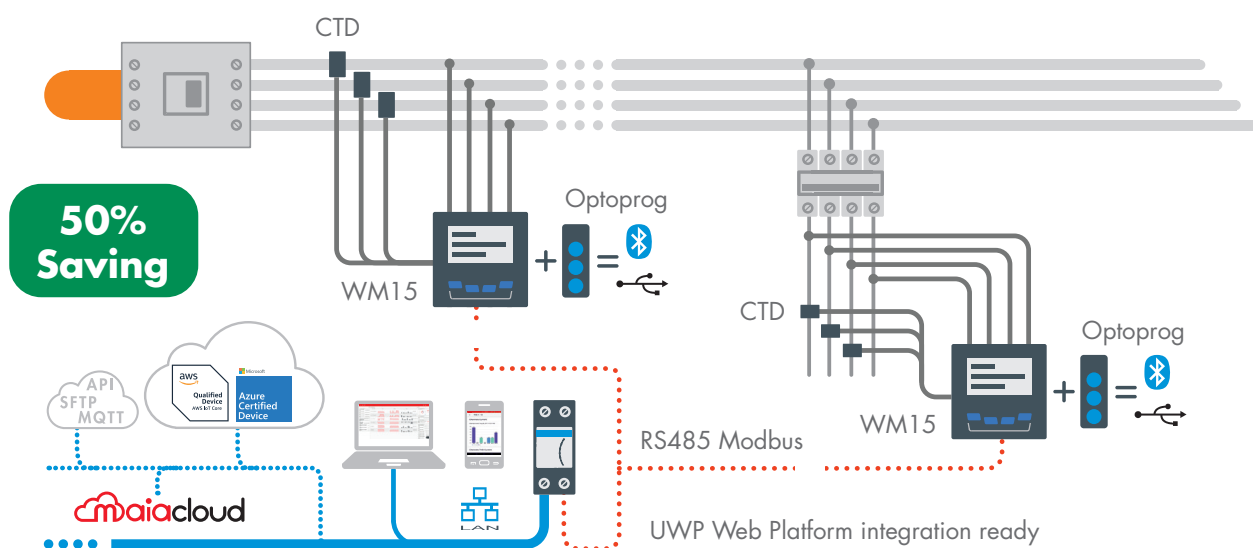 CTD
50%
Saving
Optoprog
WM15
CTD
Optoprog
WM15
API
SFTP
MQTT
aws
Qualified
Device
AWS IoT Core
Microsoft
Azure
Certified
Device
RS485 Modbus
LAN
maiacloud
UWP Web Platform integration ready